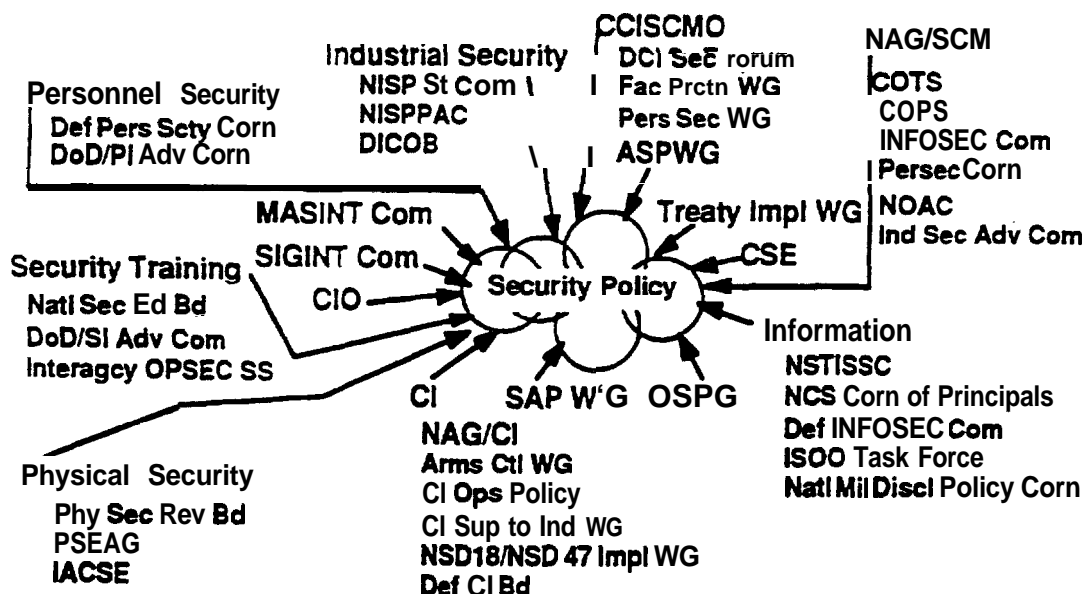 Personnel Security
Def Pers Scty Corn
DoD/PI Adv Corn
Industrial Security
NISP St Com
NISPPAC
DICOB
CCISCMO
DCI Sec rorum
Fac Prctn WG
Pers Sec WG
ASPWG
NAG/SCM
COTS
COPS
INFOSEC Com
Persec Corn
NOAC
Ind Sec Adv Com
MASINT Com
SIGINT Com
CIO
Treaty Impl WG
CSE
Security Policy
Security Training
Natl Sec Ed Bd
DoD/SI Adv Com
Interagcy OPSEC SS
Physical Security
Phy Sec Rev Bd
PSEAG
IACSE
CI
NAG/CI
Arms Ctl WG
CI Ops Policy
CI Sup to Ind WG
NSD18/NSD 47 Impl WG
Def CI Bd
SAP W'G
OSPG
Information
NSTISSC
NCS Corn of Principals
Def INFOSEC Com
ISOO Task Force
Natl Mil Discl Policy Corn